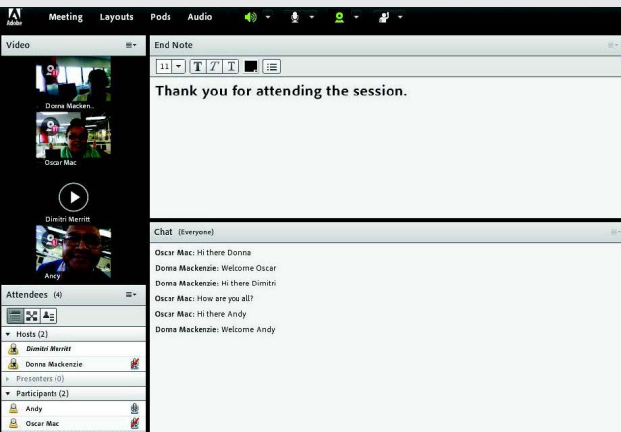 Adobe
Meeting Layouts Pods Audio
Video
Donna Macken..
Oscar Mac
Dimitri Merritt
Ancy
Attendees (4)
Hosts (2)
Dimitri Merritt
Donna Mackenzie
Presenters (0)
Participants (2)
Andy
Oscar Mac
End Note
11 T T T
Thank you for attending the session.
Chat (Everyone)
Oscar Mac: Hi there Donna
Donna Mackenzie: Welcome Oscar
Donna Mackenzie: Hi there Dimitri
Oscar Mac: How are you all?
Oscar Mac: Hi there Andy
Donna Mackenzie: Welcome Andy